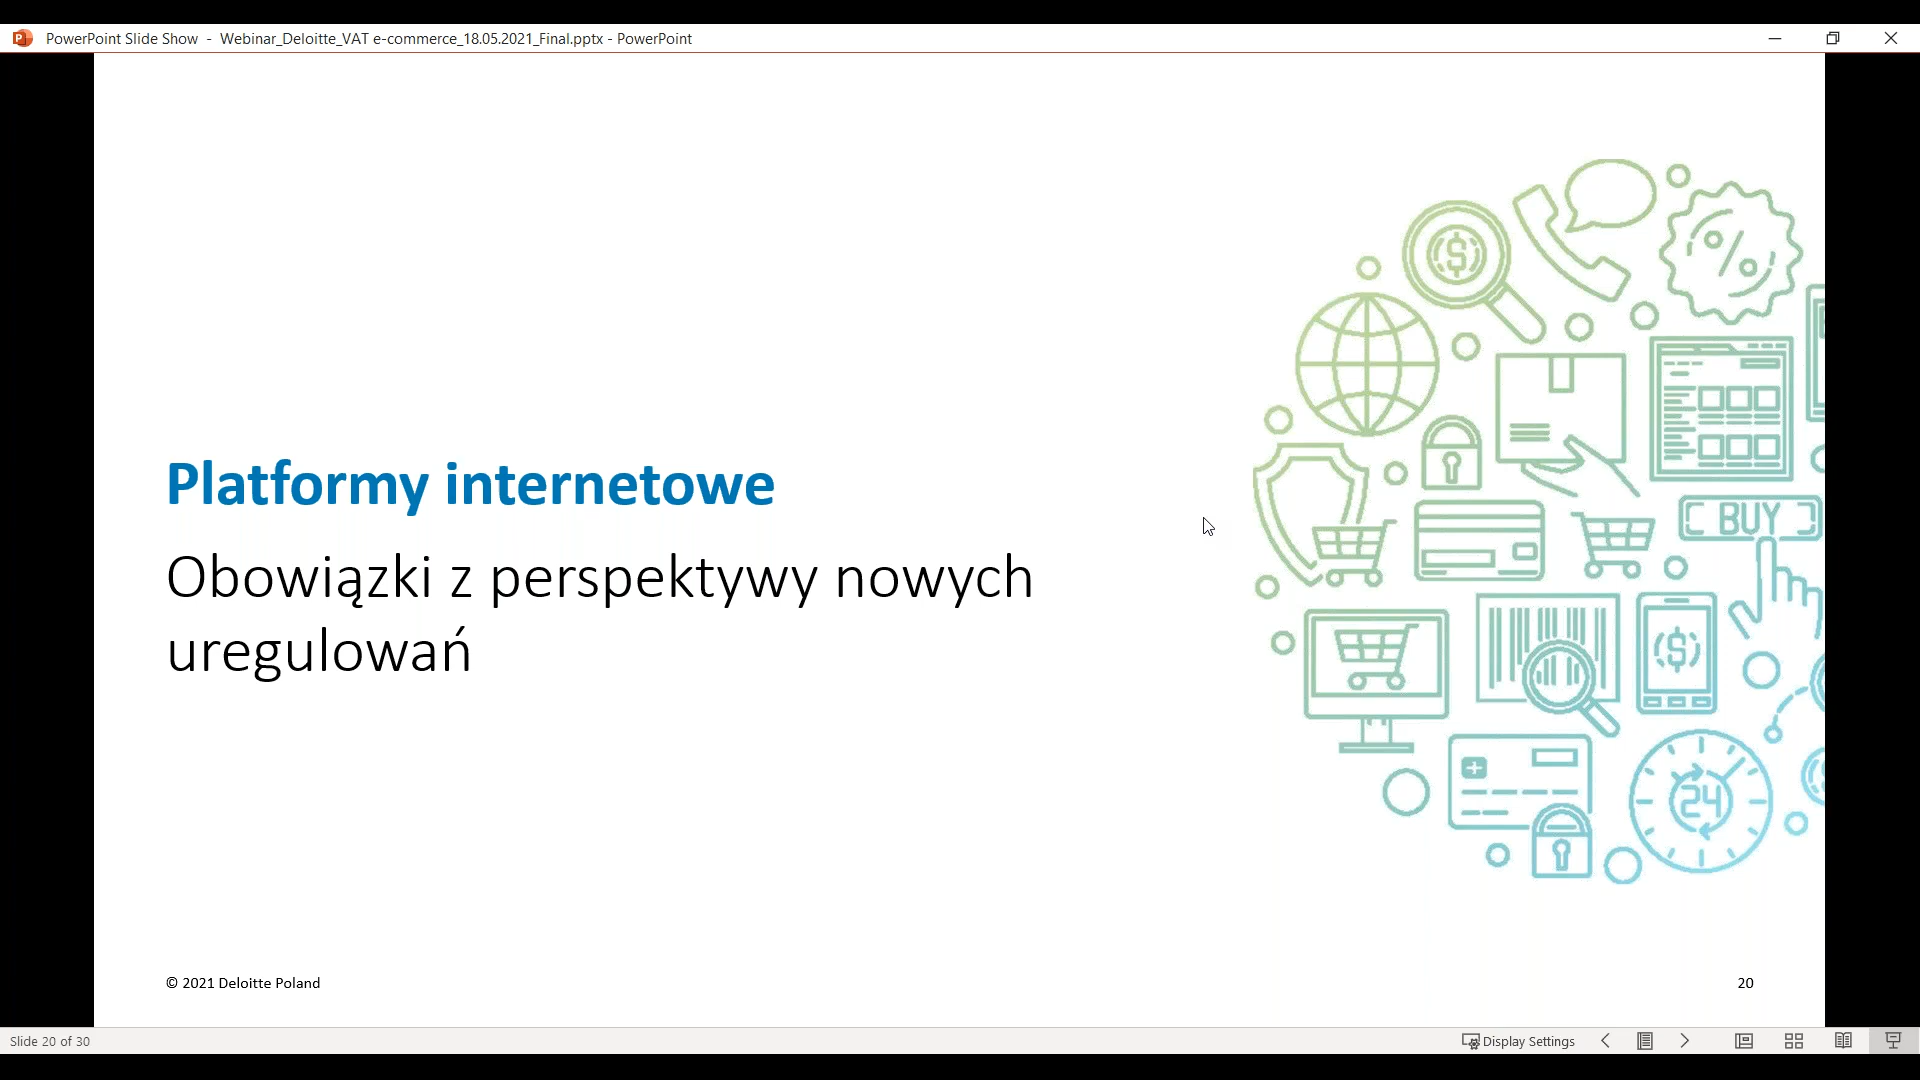 PowerPoint Slide Show - Webinar_Deloitte_VAT e-commerce_18.05.2021_Final.pptx - PowerPoint
Platformy internetowe
Obowiązki z perspektywy nowych
uregulowań
BUY
24
© 2021 Deloitte Poland
20
Slide 20 of 30
Display Settings